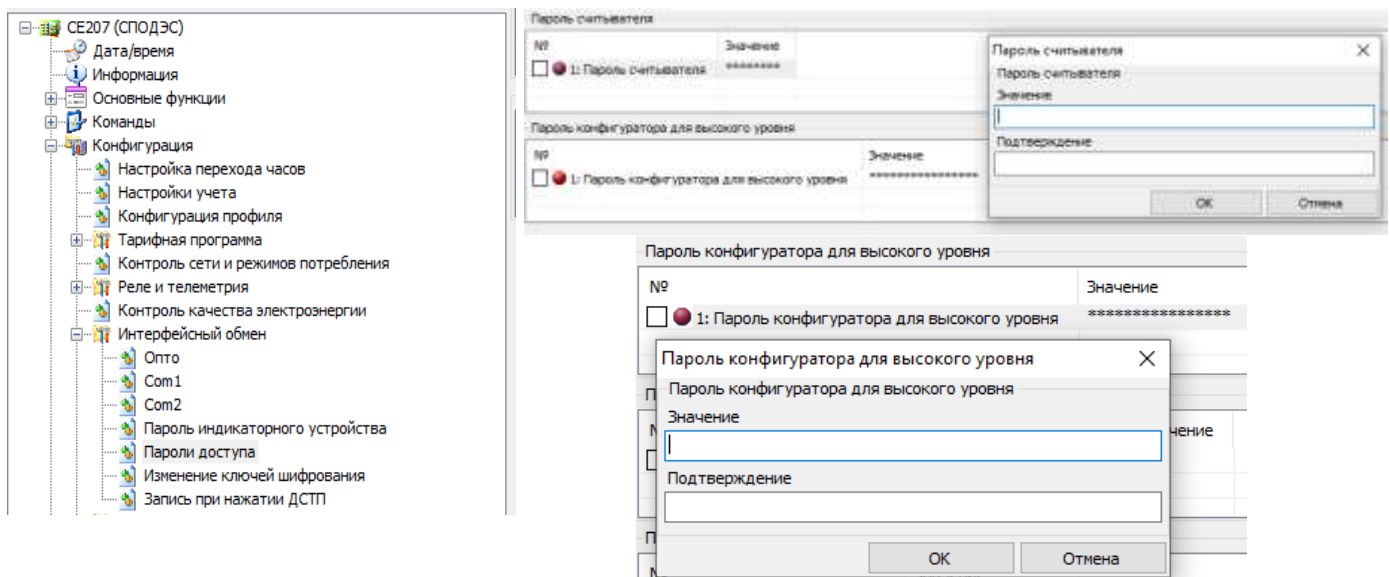 CE207 (СПОДЭС)
Дата/время
Информация
Основные функции
Команды
Конфигурация
Настройка перехода часов
Настройки учета
Конфигурация профиля
Тарифная программа
Контроль сети и режимов потребления
Реле и телеметрия
Контроль качества электроэнергии
Интерфейсный обмен
Опто
Com1
Com2
Пароль индикаторного устройства
Пароли доступа
Изменение ключей шифрования
Запись при нажатии ДСТП
Пароль считывателя
№ Значение
1: Пароль считывателя ********
Пароль конфигуратора для высокого уровня
№ Значение
1: Пароль конфигуратора для высокого уровня ****************
Пароль считывателя
Пароль считывателя
Значение
Подтверждение
OK Отмена
Пароль конфигуратора для высокого уровня
№ Значение
1: Пароль конфигуратора для высокого уровня ****************
Пароль конфигуратора для высокого уровня
Пароль конфигуратора для высокого уровня
Значение
Подтверждение
OK Отмена